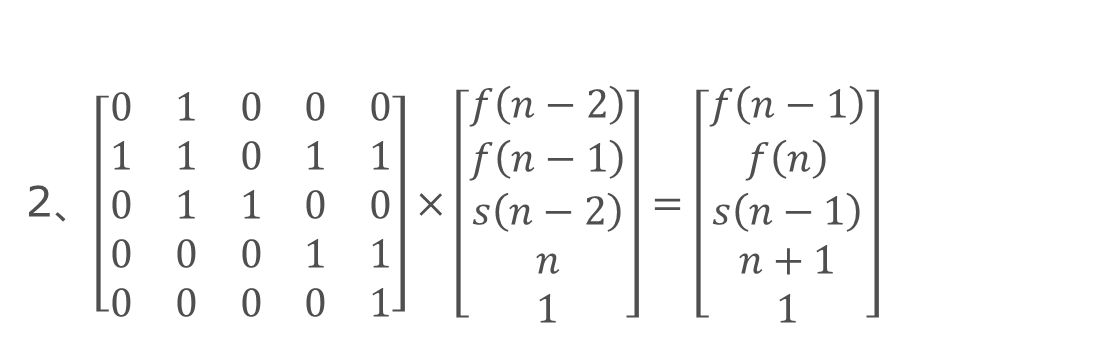 2、
0 1 0 0 0
1 1 0 1 1
0 1 1 0 0
0 0 0 1 1
0 0 0 0 1
×
f(n − 2)
f(n − 1)
s(n − 2)
n
1
=
f(n − 1)
f(n)
s(n − 1)
n + 1
1